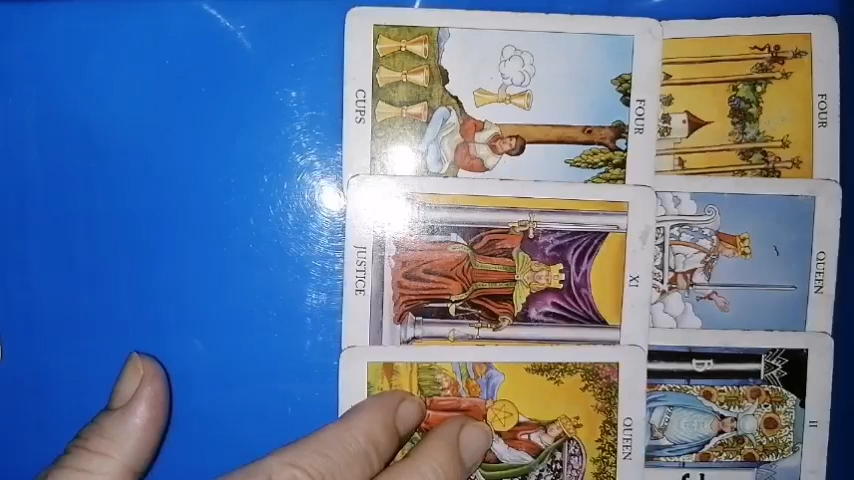 CUPS
FOUR
FOUR
JUSTICE
XI
QUEEN
QUEEN
B
II